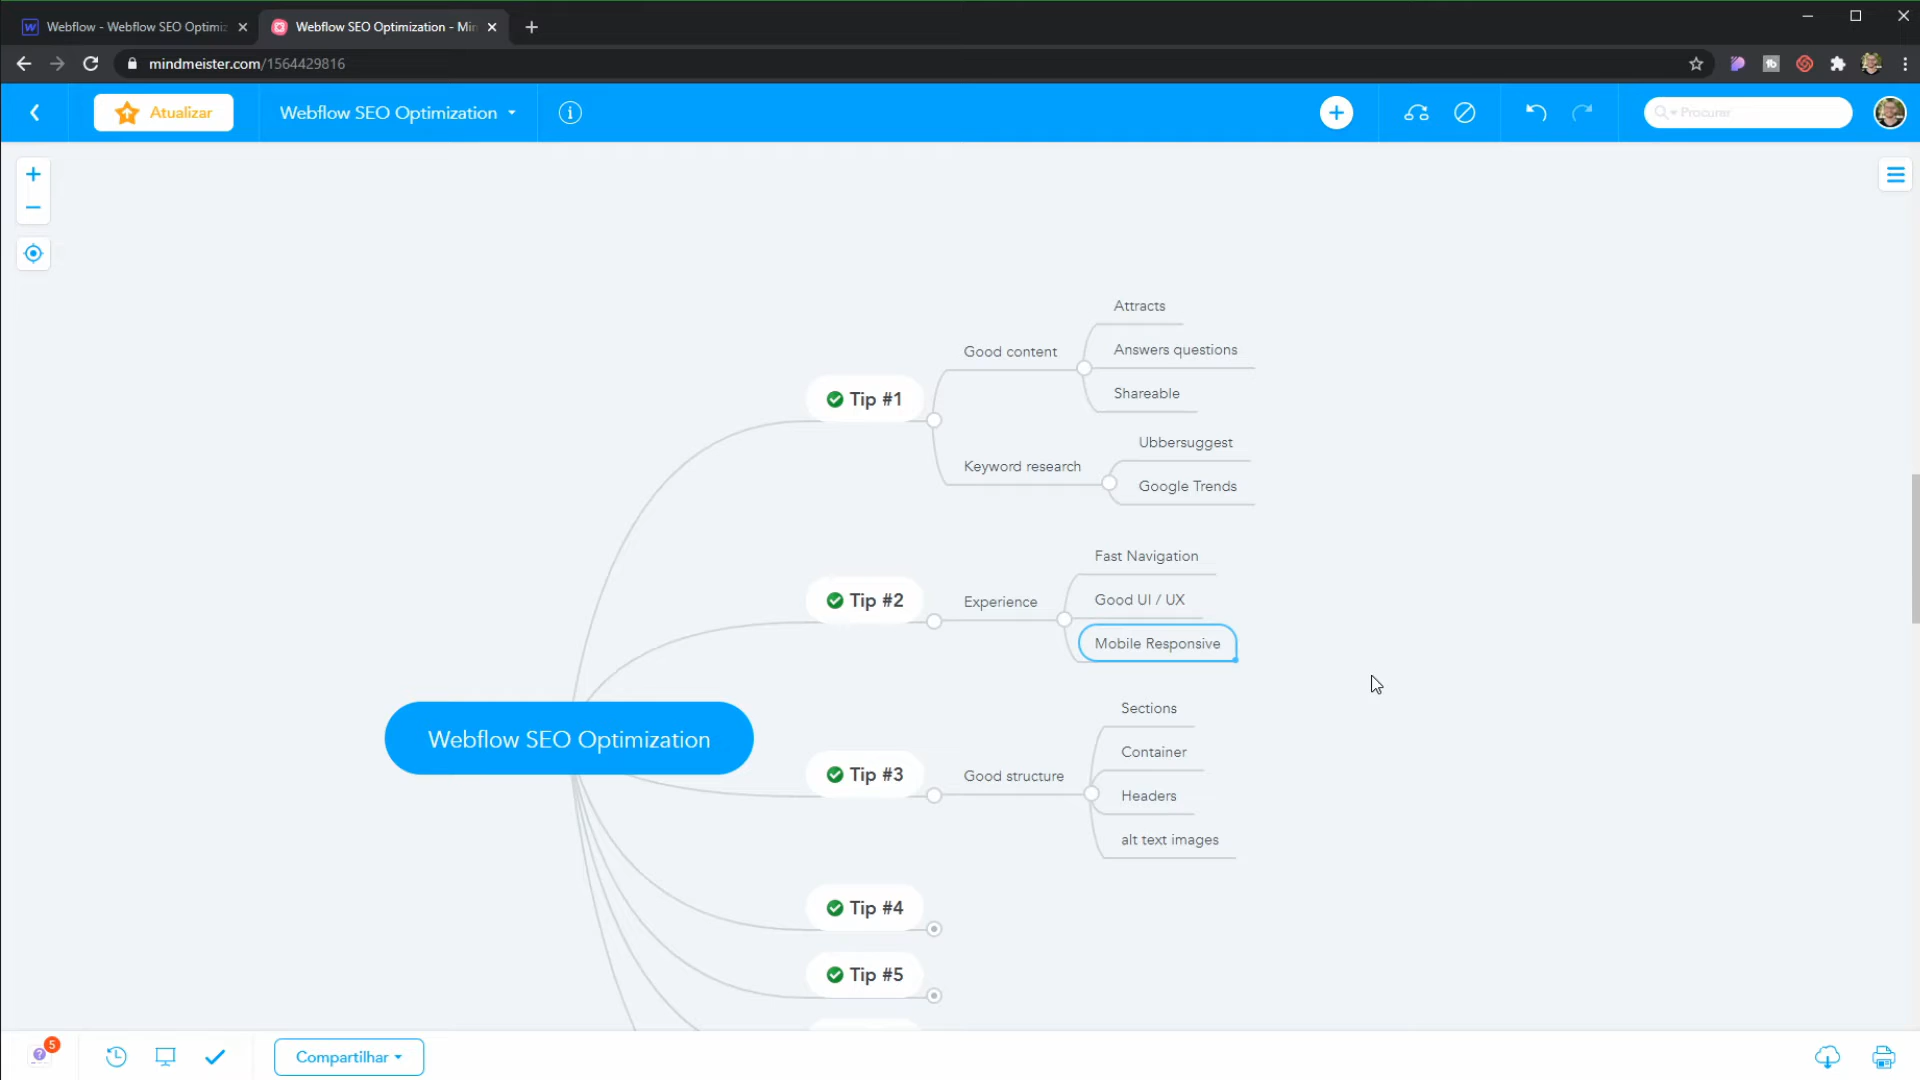 Webflow - Webflow SEO Optimiz
Webflow SEO Optimization - Min
mindmeister.com/1564429816
Atualizar
Webflow SEO Optimization
Procurar
Attracts
Good content
Answers questions
Shareable
Tip #1
Ubbersuggest
Keyword research
Google Trends
Fast Navigation
Tip #2
Experience
Good UI / UX
Mobile Responsive
Sections
Webflow SEO Optimization
Container
Tip #3
Good structure
Headers
alt text images
Tip #4
Tip #5
5
Compartilhar